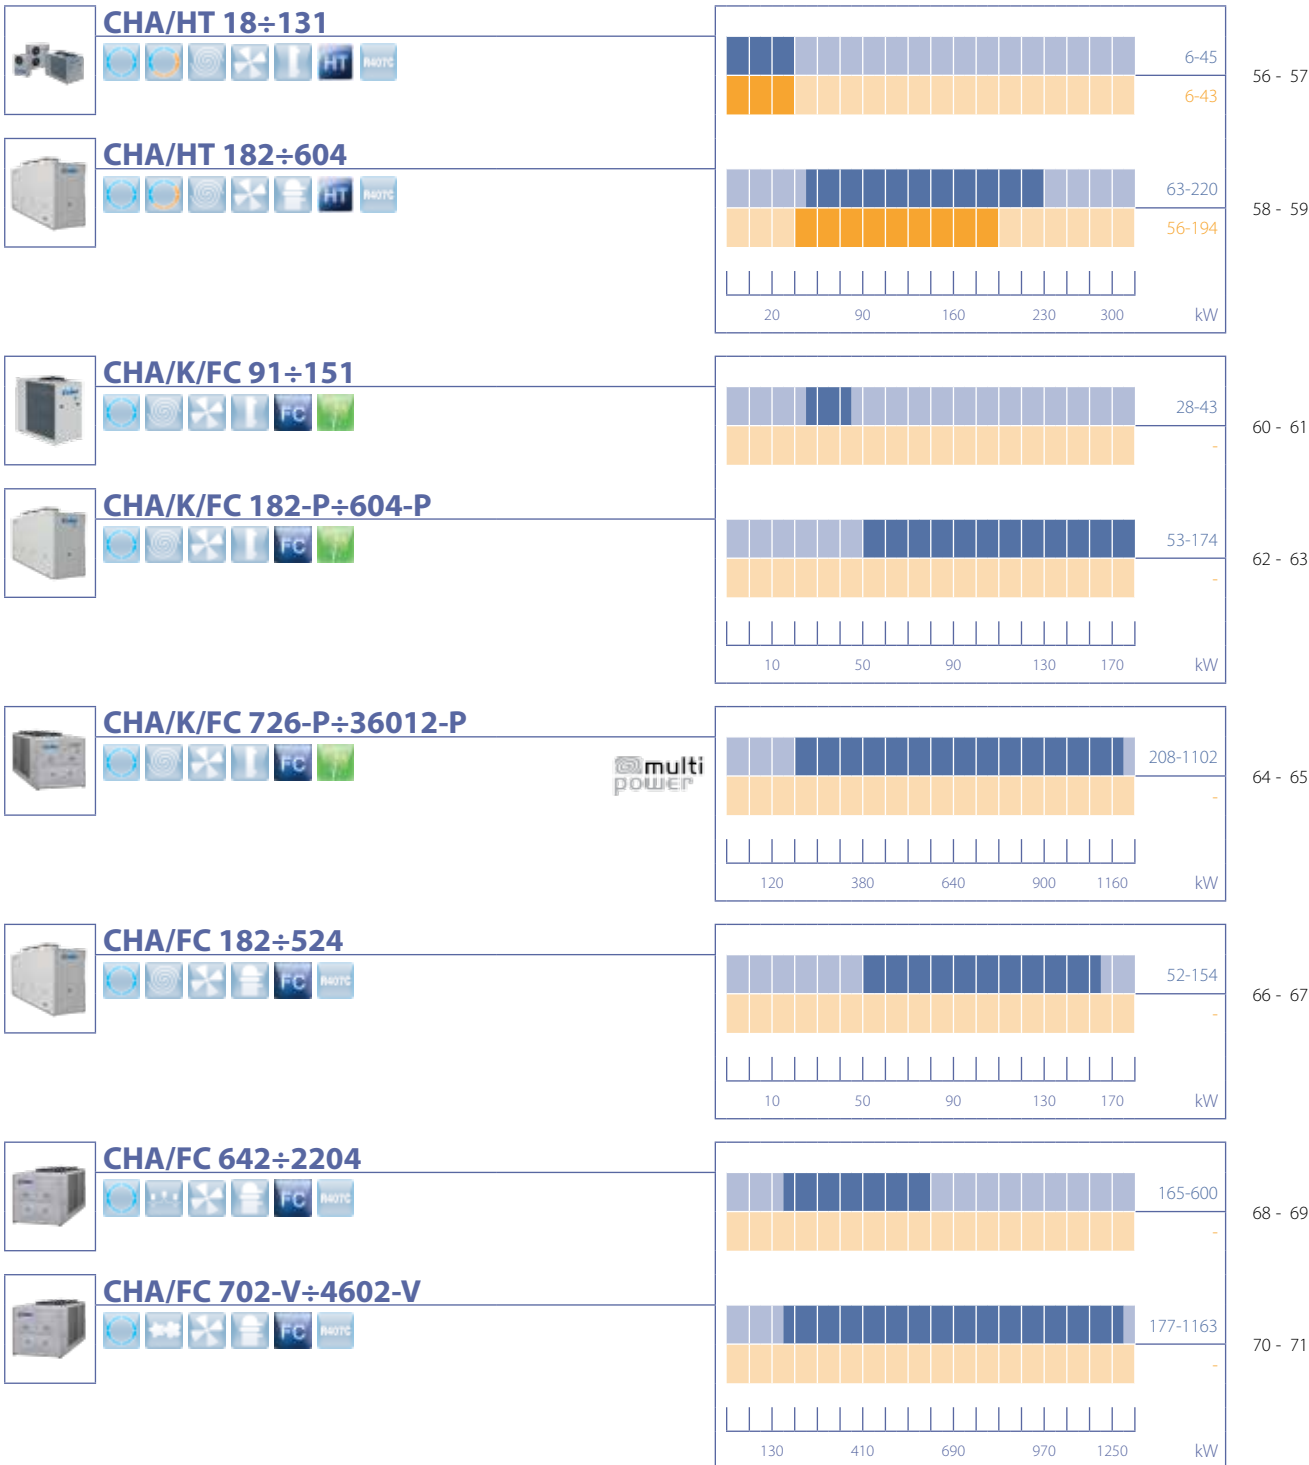 CHA/HT 18÷131
HT R407C
6-45
6-43
56 - 57
CHA/HT 182÷604
HT R407C
63-220
56-194
58 - 59
20 90 160 230 300 kW
CHA/K/FC 91÷151
FC
28-43
-
60 - 61
CHA/K/FC 182-P÷604-P
FC
53-174
-
62 - 63
10 50 90 130 170 kW
CHA/K/FC 726-P÷36012-P
FC
multi
power
208-1102
-
64 - 65
120 380 640 900 1160 kW
CHA/FC 182÷524
FC R407C
52-154
-
66 - 67
10 50 90 130 170 kW
CHA/FC 642÷2204
FC R407C
165-600
-
68 - 69
CHA/FC 702-V÷4602-V
FC R407C
177-1163
-
70 - 71
130 410 690 970 1250 kW